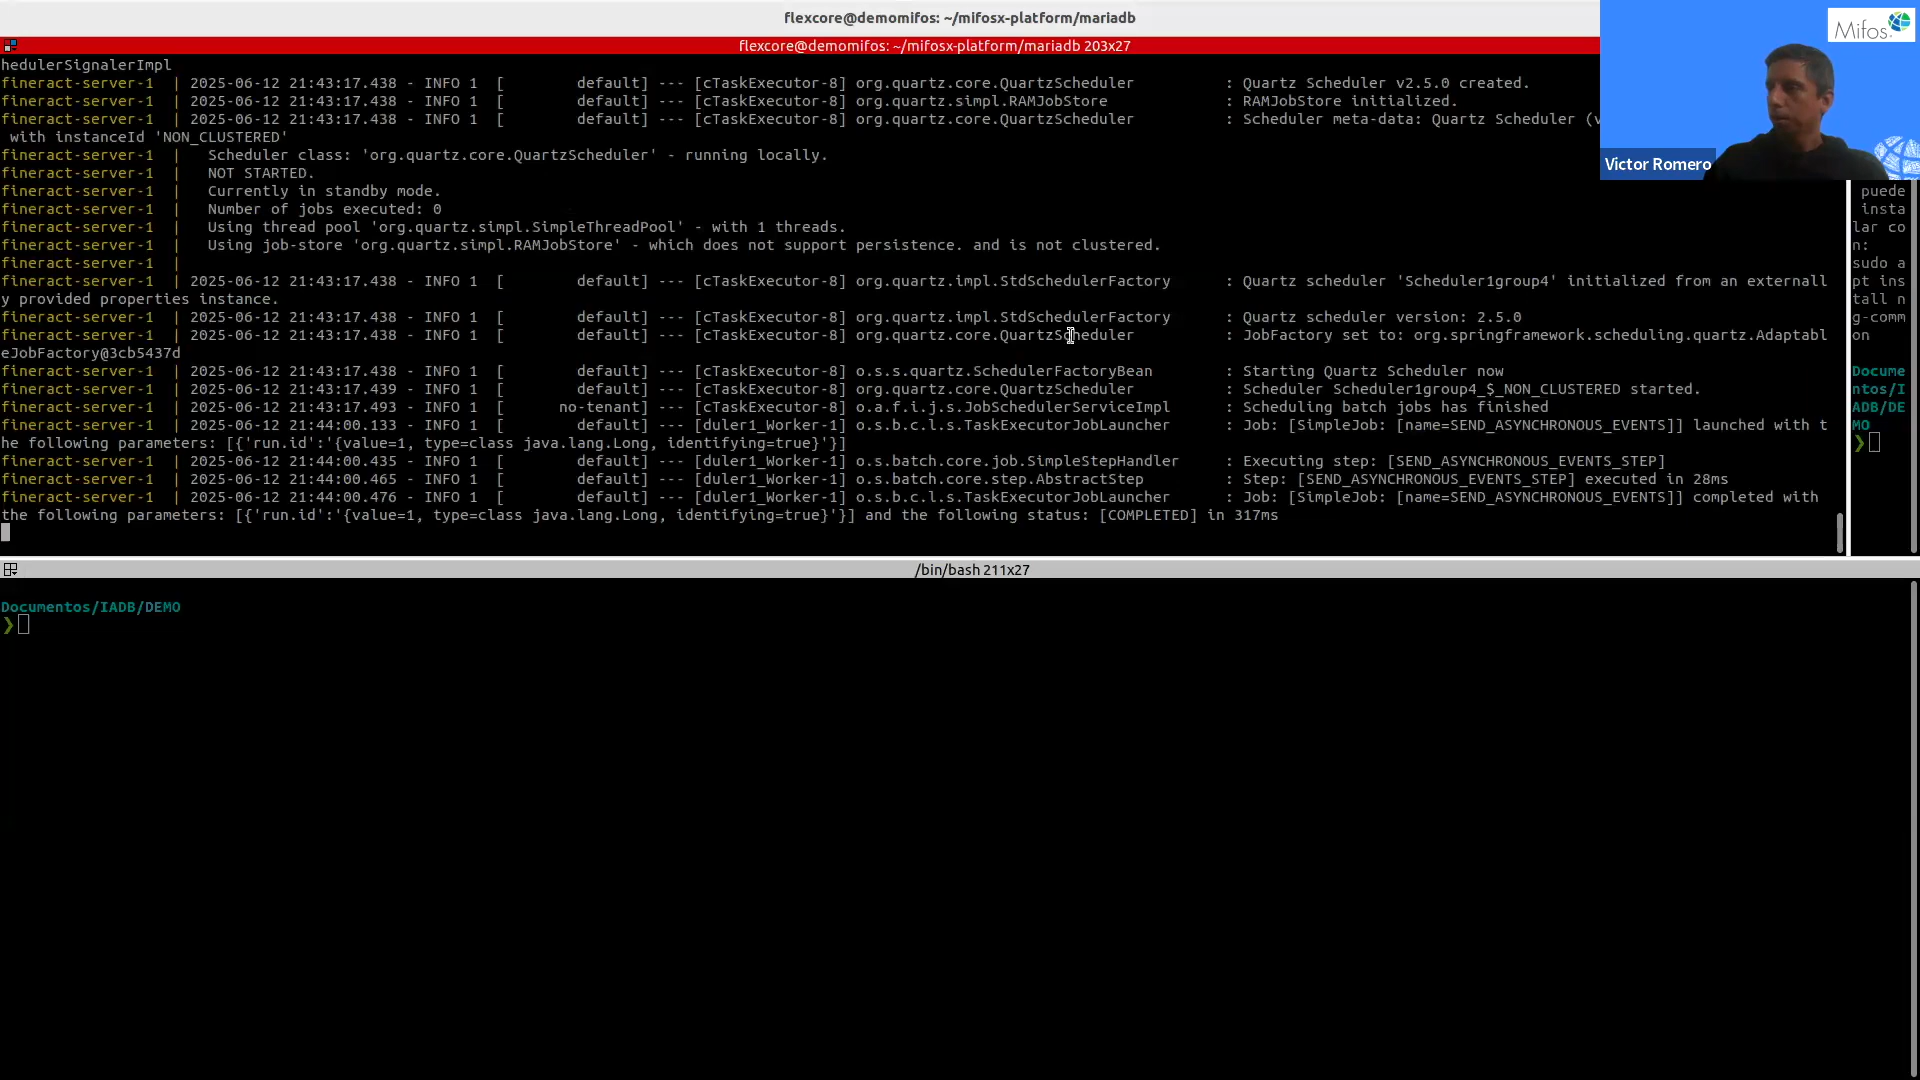 flexcore@demomifos: ~/mifosx-platform/mariadb
flexcore@demomifos: ~/mifosx-platform/mariadb 203x27
hedulerSignalerImpl
fineract-server-1  | 2025-06-12 21:43:17.438 - INFO 1  [        default] --- [cTaskExecutor-8] org.quartz.core.QuartzScheduler          : Quartz Scheduler v2.5.0 created.
fineract-server-1  | 2025-06-12 21:43:17.438 - INFO 1  [        default] --- [cTaskExecutor-8] org.quartz.simpl.RAMJobStore             : RAMJobStore initialized.
fineract-server-1  | 2025-06-12 21:43:17.438 - INFO 1  [        default] --- [cTaskExecutor-8] org.quartz.core.QuartzScheduler          : Scheduler meta-data: Quartz Scheduler (v
 with instanceId 'NON_CLUSTERED'
fineract-server-1  |   Scheduler class: 'org.quartz.core.QuartzScheduler' - running locally.
fineract-server-1  |   NOT STARTED.
fineract-server-1  |   Currently in standby mode.
fineract-server-1  |   Number of jobs executed: 0
fineract-server-1  |   Using thread pool 'org.quartz.simpl.SimpleThreadPool' - with 1 threads.
fineract-server-1  |   Using job-store 'org.quartz.simpl.RAMJobStore' - which does not support persistence. and is not clustered.
fineract-server-1  |
fineract-server-1  | 2025-06-12 21:43:17.438 - INFO 1  [        default] --- [cTaskExecutor-8] org.quartz.impl.StdSchedulerFactory      : Quartz scheduler 'Scheduler1group4' initialized from an externall
y provided properties instance.
fineract-server-1  | 2025-06-12 21:43:17.438 - INFO 1  [        default] --- [cTaskExecutor-8] org.quartz.impl.StdSchedulerFactory      : Quartz scheduler version: 2.5.0
fineract-server-1  | 2025-06-12 21:43:17.438 - INFO 1  [        default] --- [cTaskExecutor-8] org.quartz.core.QuartzScheduler          : JobFactory set to: org.springframework.scheduling.quartz.Adaptabl
eJobFactory@3cb5437d
fineract-server-1  | 2025-06-12 21:43:17.438 - INFO 1  [        default] --- [cTaskExecutor-8] o.s.s.quartz.SchedulerFactoryBean        : Starting Quartz Scheduler now
fineract-server-1  | 2025-06-12 21:43:17.439 - INFO 1  [        default] --- [cTaskExecutor-8] org.quartz.core.QuartzScheduler          : Scheduler Scheduler1group4_$_NON_CLUSTERED started.
fineract-server-1  | 2025-06-12 21:43:17.493 - INFO 1  [      no-tenant] --- [cTaskExecutor-8] o.a.f.i.j.s.JobSchedulerServiceImpl      : Scheduling batch jobs has finished
fineract-server-1  | 2025-06-12 21:44:00.133 - INFO 1  [        default] --- [duler1_Worker-1] o.s.b.c.l.s.TaskExecutorJobLauncher      : Job: [SimpleJob: [name=SEND_ASYNCHRONOUS_EVENTS]] launched with t
he following parameters: [{'run.id':'{value=1, type=class java.lang.Long, identifying=true}'}]
fineract-server-1  | 2025-06-12 21:44:00.435 - INFO 1  [        default] --- [duler1_Worker-1] o.s.batch.core.job.SimpleStepHandler     : Executing step: [SEND_ASYNCHRONOUS_EVENTS_STEP]
fineract-server-1  | 2025-06-12 21:44:00.465 - INFO 1  [        default] --- [duler1_Worker-1] o.s.batch.core.step.AbstractStep         : Step: [SEND_ASYNCHRONOUS_EVENTS_STEP] executed in 28ms
fineract-server-1  | 2025-06-12 21:44:00.476 - INFO 1  [        default] --- [duler1_Worker-1] o.s.b.c.l.s.TaskExecutorJobLauncher      : Job: [SimpleJob: [name=SEND_ASYNCHRONOUS_EVENTS]] completed with
the following parameters: [{'run.id':'{value=1, type=class java.lang.Long, identifying=true}'}] and the following status: [COMPLETED] in 317ms
Mifos
Victor Romero
puede
insta
lar co
n:
sudo a
pt ins
tall n
g-comm
on
Docume
ntos/I
ADB/DE
MO
❯
/bin/bash 211x27
Documentos/IADB/DEMO
❯